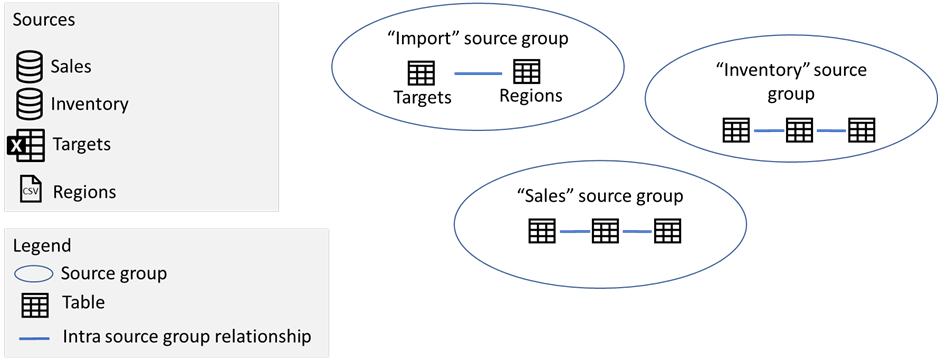 Sources
Sales
Inventory
X
Targets
CSV
Regions
Legend
Source group
Table
Intra source group relationship
“Import” source group
Targets
Regions
“Inventory” source
group
“Sales” source group